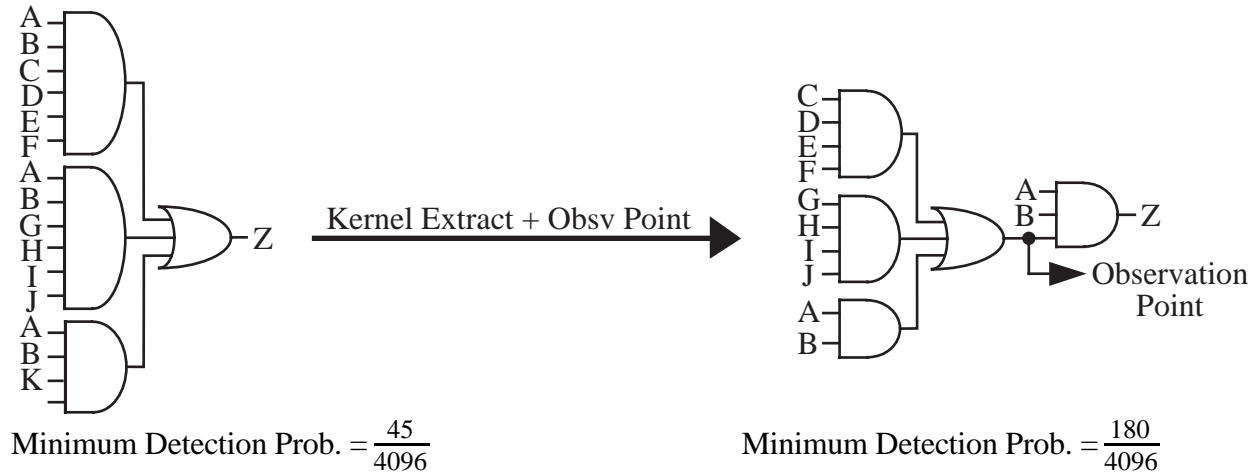 A
B
C
D
E
F
A
B
G
H
I
J
A
B
K
Z
Kernel Extract + Obsv Point
C
D
E
F
G
H
I
J
A
B
A
B
Z
Observation
Point
Minimum Detection Prob. = 45/4096
Minimum Detection Prob. = 180/4096